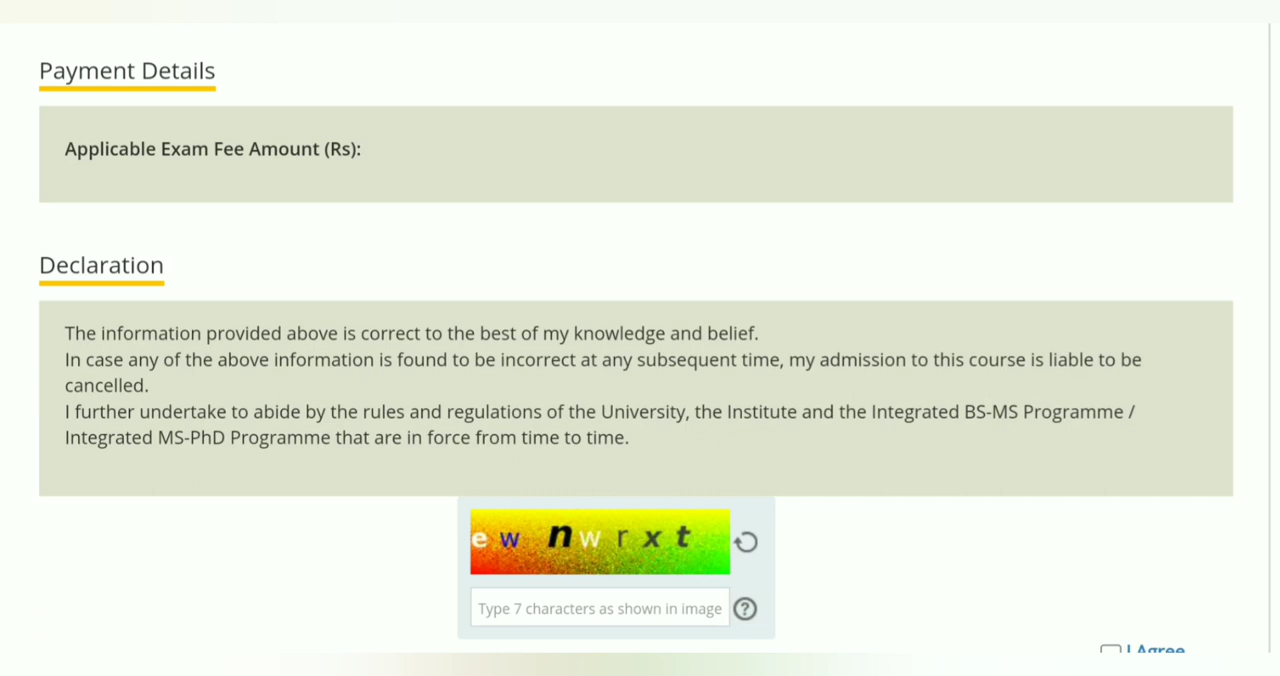 Payment Details
Applicable Exam Fee Amount (Rs):
Declaration
The information provided above is correct to the best of my knowledge and belief.
In case any of the above information is found to be incorrect at any subsequent time, my admission to this course is liable to be
cancelled.
I further undertake to abide by the rules and regulations of the University, the Institute and the Integrated BS-MS Programme /
Integrated MS-PhD Programme that are in force from time to time.
e w n w r x t
Type 7 characters as shown in image
I Agree